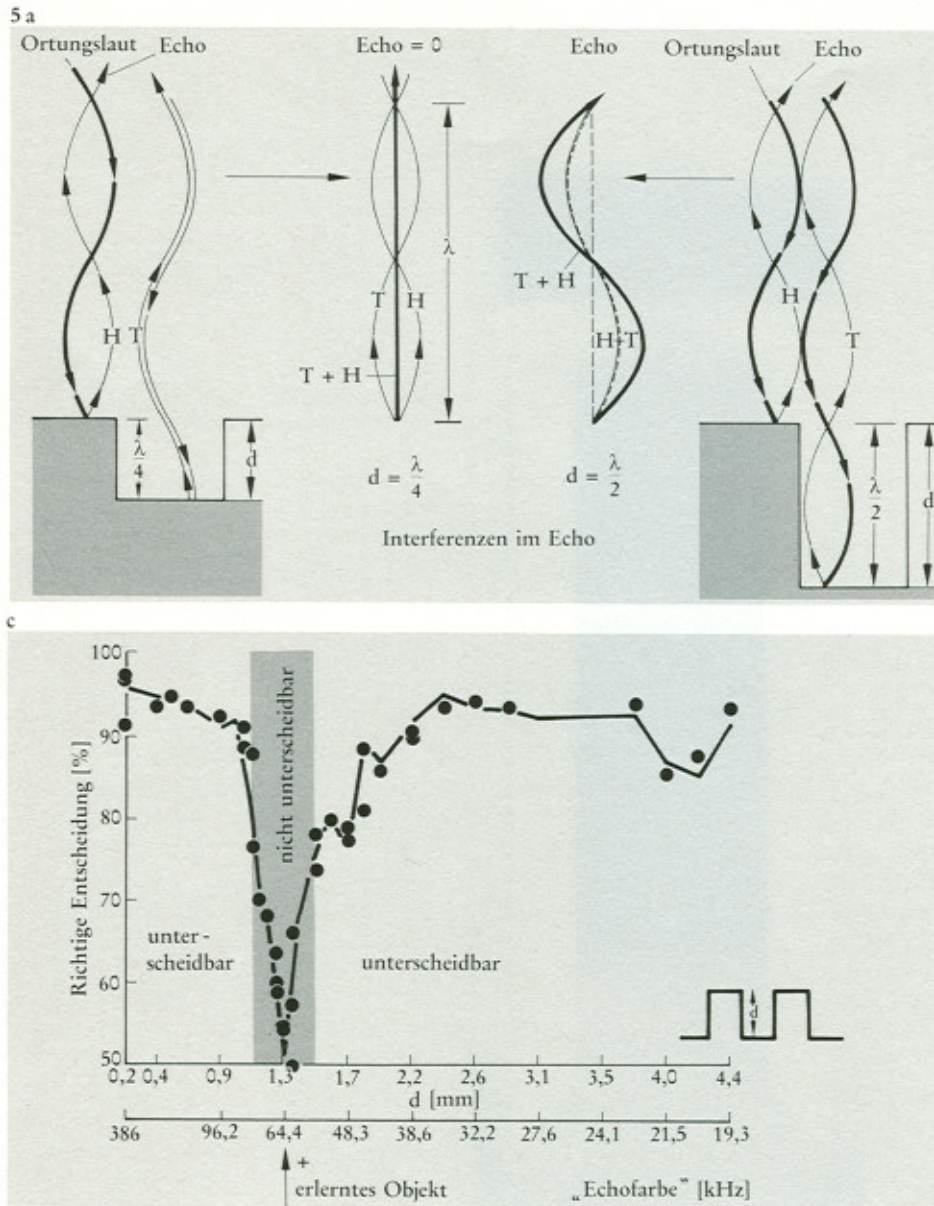 5 a
Ortungslaut Echo Echo = 0 Echo Ortungslaut Echo
λ
T + H
T H H T H+T H T
T + H
λ/4 d d = λ/4 d = λ/2 λ/2 d
Interferenzen im Echo
c
Richtige Entscheidung [%]
100
90
80
70
60
50
nicht unterscheidbar
unter-
scheidbar
unterscheidbar
d
0,2 0,4 0,9 1,3 1,7 2,2 2,6 3,1 3,5 4,0 4,4
d [mm]
386 96,2 64,4 48,3 38,6 32,2 27,6 24,1 21,5 19,3
+
erlerntes Objekt „Echofarbe" [kHz]